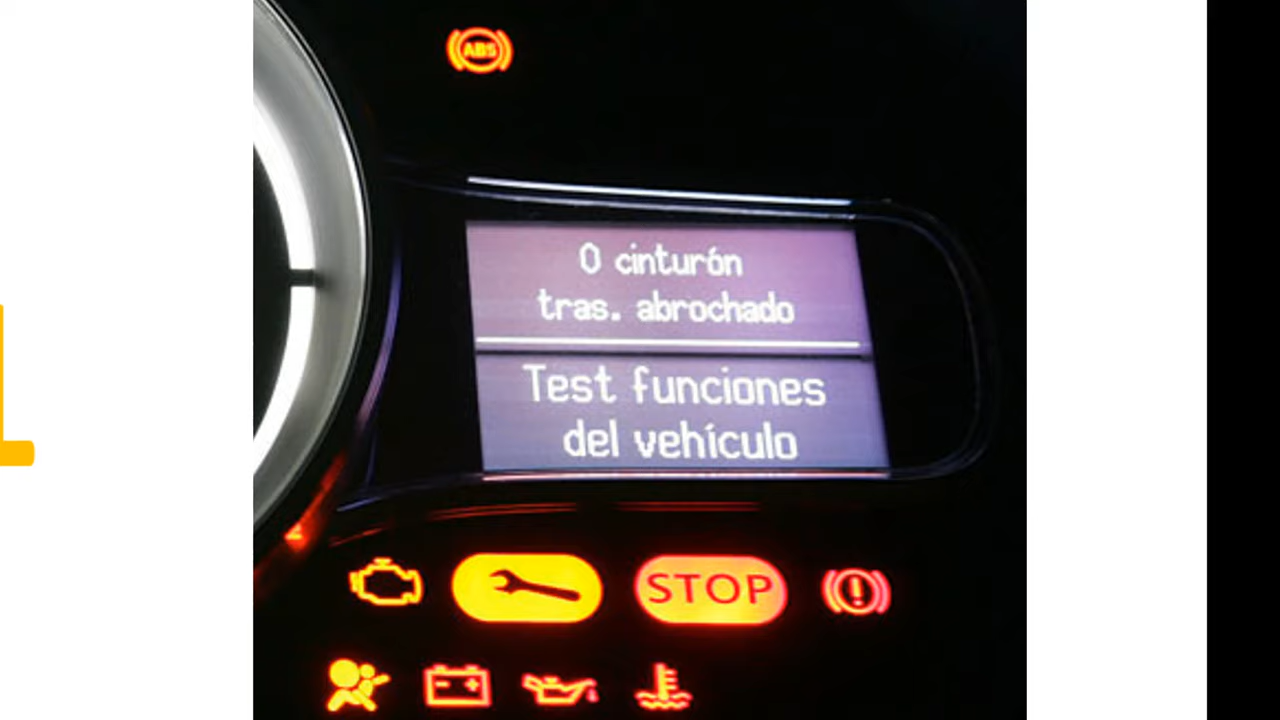 ABS
0 cinturón
tras. abrochado
Test funciones
del vehículo
STOP